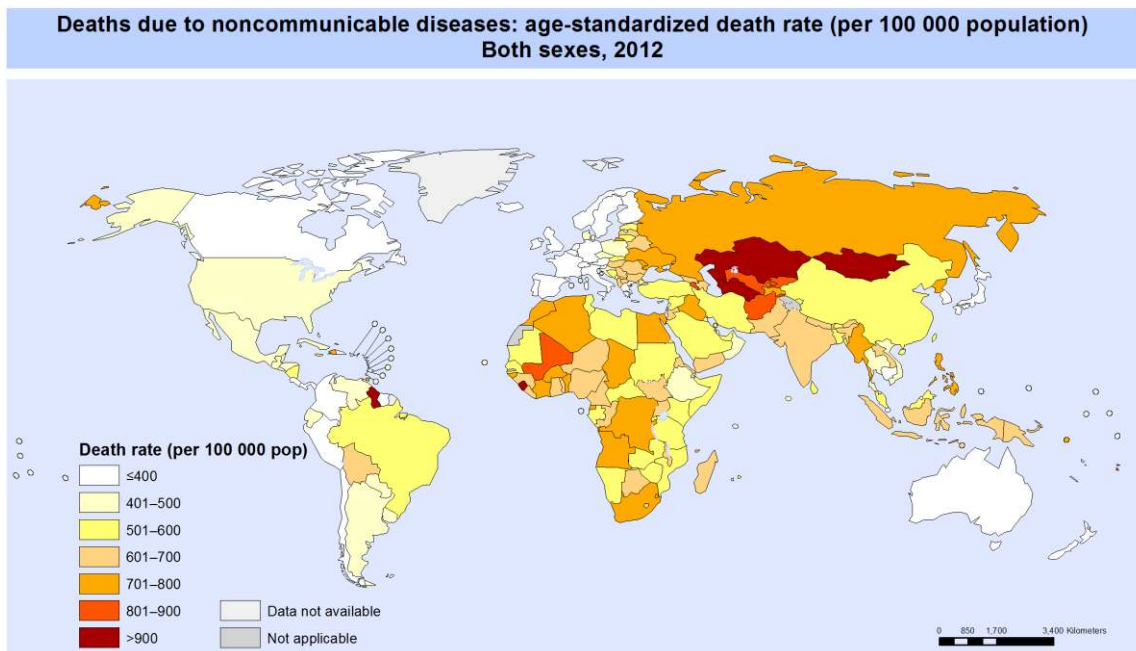 Deaths due to noncommunicable diseases: age-standardized death rate (per 100 000 population)
Both sexes, 2012
Death rate (per 100 000 pop)
≤400
401–500
501–600
601–700
701–800
801–900
>900
Data not available
Not applicable
0 850 1,700 3,400 Kilometers